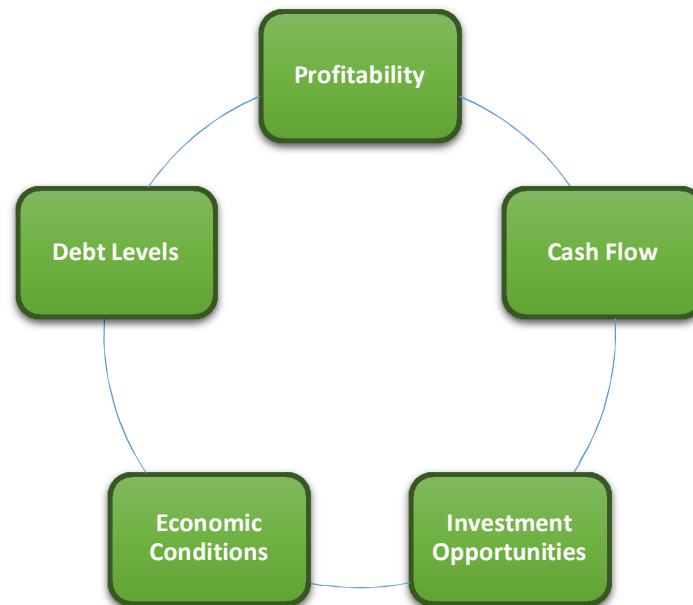 Profitability
Debt Levels
Cash Flow
Economic
Conditions
Investment
Opportunities